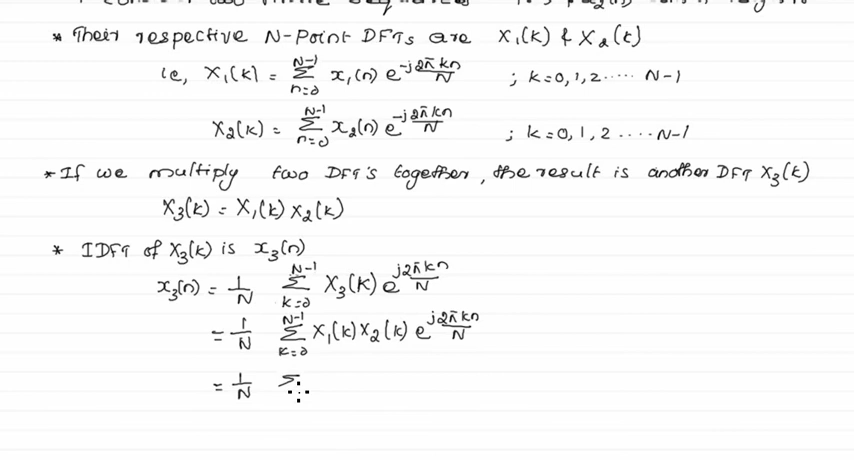 * Their respective N-Point DFTs are X₁(k) & X₂(k)
ie, X₁(k) = Σ_{n=0}^{N-1} x₁(n) e^{-j2πkn/N} ; k=0,1,2..... N-1
X₂(k) = Σ_{n=0}^{N-1} x₂(n) e^{-j2πkn/N} ; k=0,1,2 ....N-1
* If we multiply two DFT's together, the result is another DFT X₃(k)
X₃(k) = X₁(k) X₂(k)
* IDFT of X₃(k) is x₃(n)
x₃(n) = 1/N Σ_{k=0}^{N-1} X₃(k) e^{j2πkn/N}
= 1/N Σ_{k=0}^{N-1} X₁(k) X₂(k) e^{j2πkn/N}
= 1/N Σ